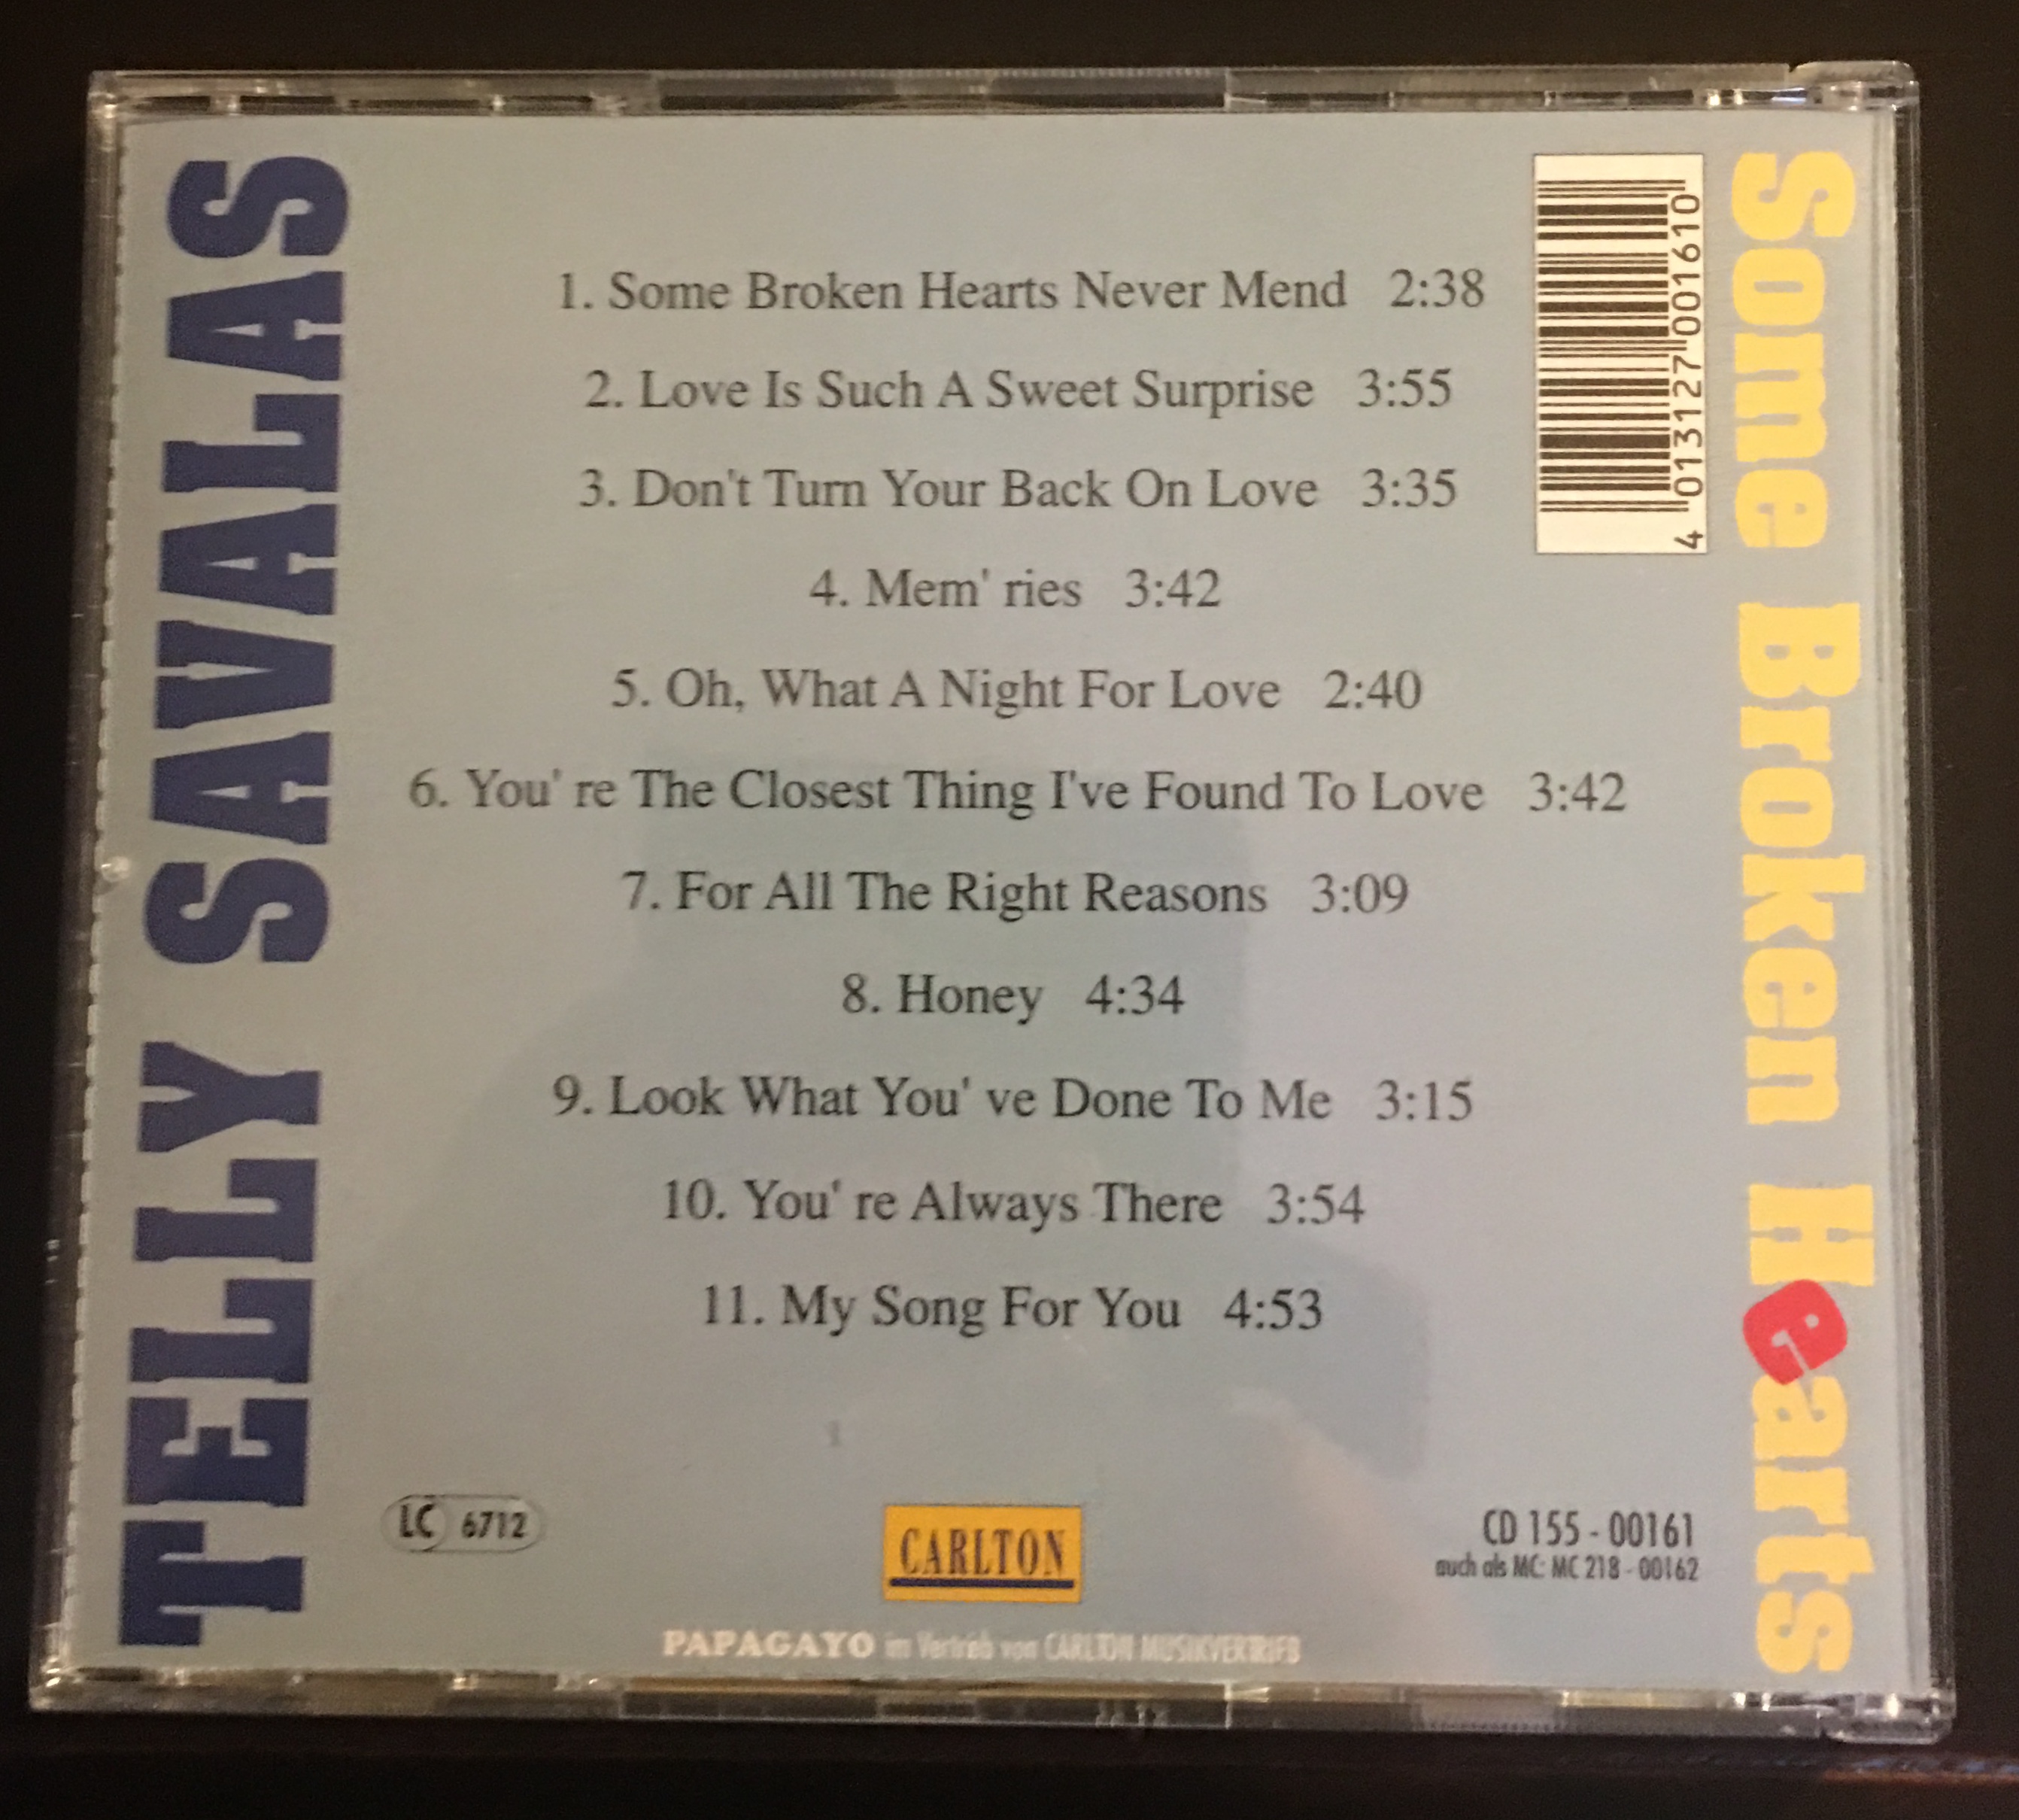 TELLY SAVALAS
1. Some Broken Hearts Never Mend 2:38
2. Love Is Such A Sweet Surprise 3:55
3. Don't Turn Your Back On Love 3:35
4. Mem' ries 3:42
5. Oh, What A Night For Love 2:40
6. You' re The Closest Thing I've Found To Love 3:42
7. For All The Right Reasons 3:09
8. Honey 4:34
9. Look What You' ve Done To Me 3:15
10. You' re Always There 3:54
11. My Song For You 4:53
4 013127 001610
Some Broken Hearts
LC 6712
CARLTON
CD 155 - 00161
auch als MC: MC 218 - 00162
PAPAGAYO im Vertrieb von CARLTON MUSIKVERTRIEB